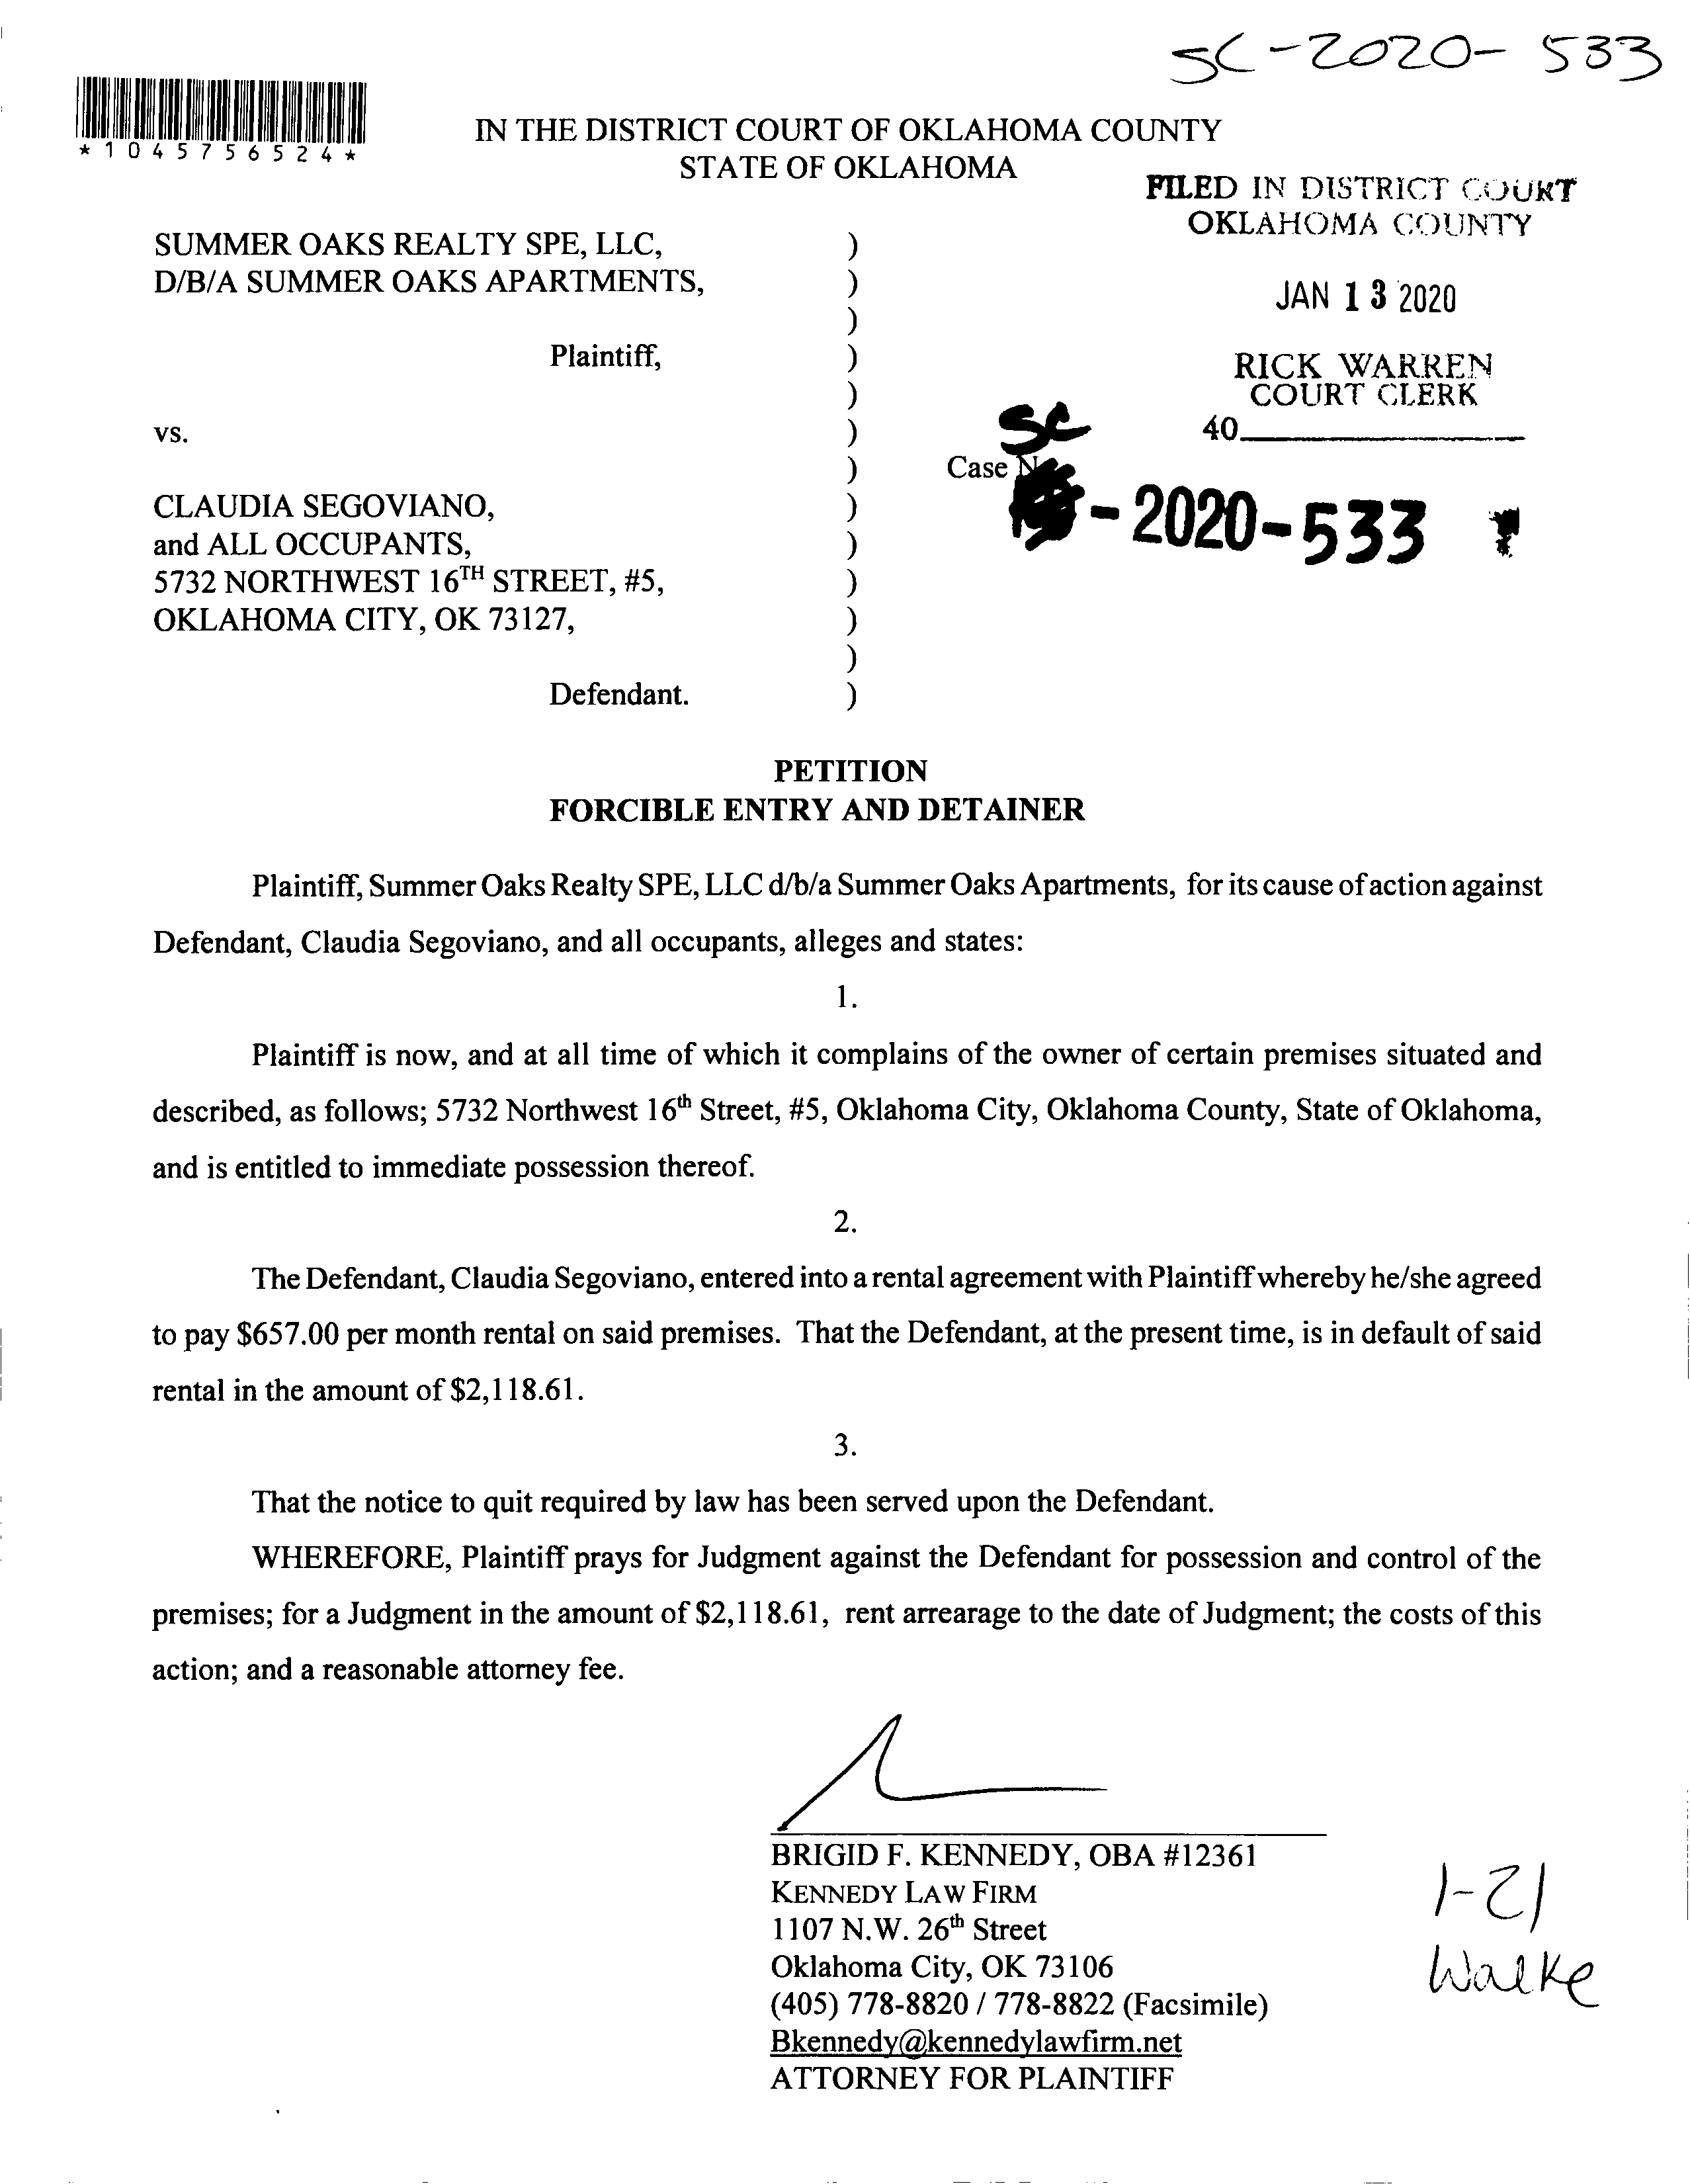 SC-2020-533
*1045756524*
IN THE DISTRICT COURT OF OKLAHOMA COUNTY
STATE OF OKLAHOMA
FILED IN DISTRICT COURT
OKLAHOMA COUNTY
JAN 13 2020
RICK WARREN
COURT CLERK
40
SUMMER OAKS REALTY SPE, LLC, )
D/B/A SUMMER OAKS APARTMENTS, )
)
Plaintiff, )
)
vs. )
)
CLAUDIA SEGOVIANO, )
and ALL OCCUPANTS, )
5732 NORTHWEST 16TH STREET, #5, )
OKLAHOMA CITY, OK 73127, )
)
Defendant. )
SC
Case
-2020-533
PETITION
FORCIBLE ENTRY AND DETAINER
Plaintiff, Summer Oaks Realty SPE, LLC d/b/a Summer Oaks Apartments, for its cause of action against
Defendant, Claudia Segoviano, and all occupants, alleges and states:
1.
Plaintiff is now, and at all time of which it complains of the owner of certain premises situated and
described, as follows; 5732 Northwest 16th Street, #5, Oklahoma City, Oklahoma County, State of Oklahoma,
and is entitled to immediate possession thereof.
2.
The Defendant, Claudia Segoviano, entered into a rental agreement with Plaintiff whereby he/she agreed
to pay $657.00 per month rental on said premises. That the Defendant, at the present time, is in default of said
rental in the amount of $2,118.61.
3.
That the notice to quit required by law has been served upon the Defendant.
WHEREFORE, Plaintiff prays for Judgment against the Defendant for possession and control of the
premises; for a Judgment in the amount of $2,118.61, rent arrearage to the date of Judgment; the costs of this
action; and a reasonable attorney fee.
BRIGID F. KENNEDY, OBA #12361
KENNEDY LAW FIRM
1107 N.W. 26th Street
Oklahoma City, OK 73106
(405) 778-8820 / 778-8822 (Facsimile)
Bkennedy@kennedylawfirm.net
ATTORNEY FOR PLAINTIFF
1-21
Walke